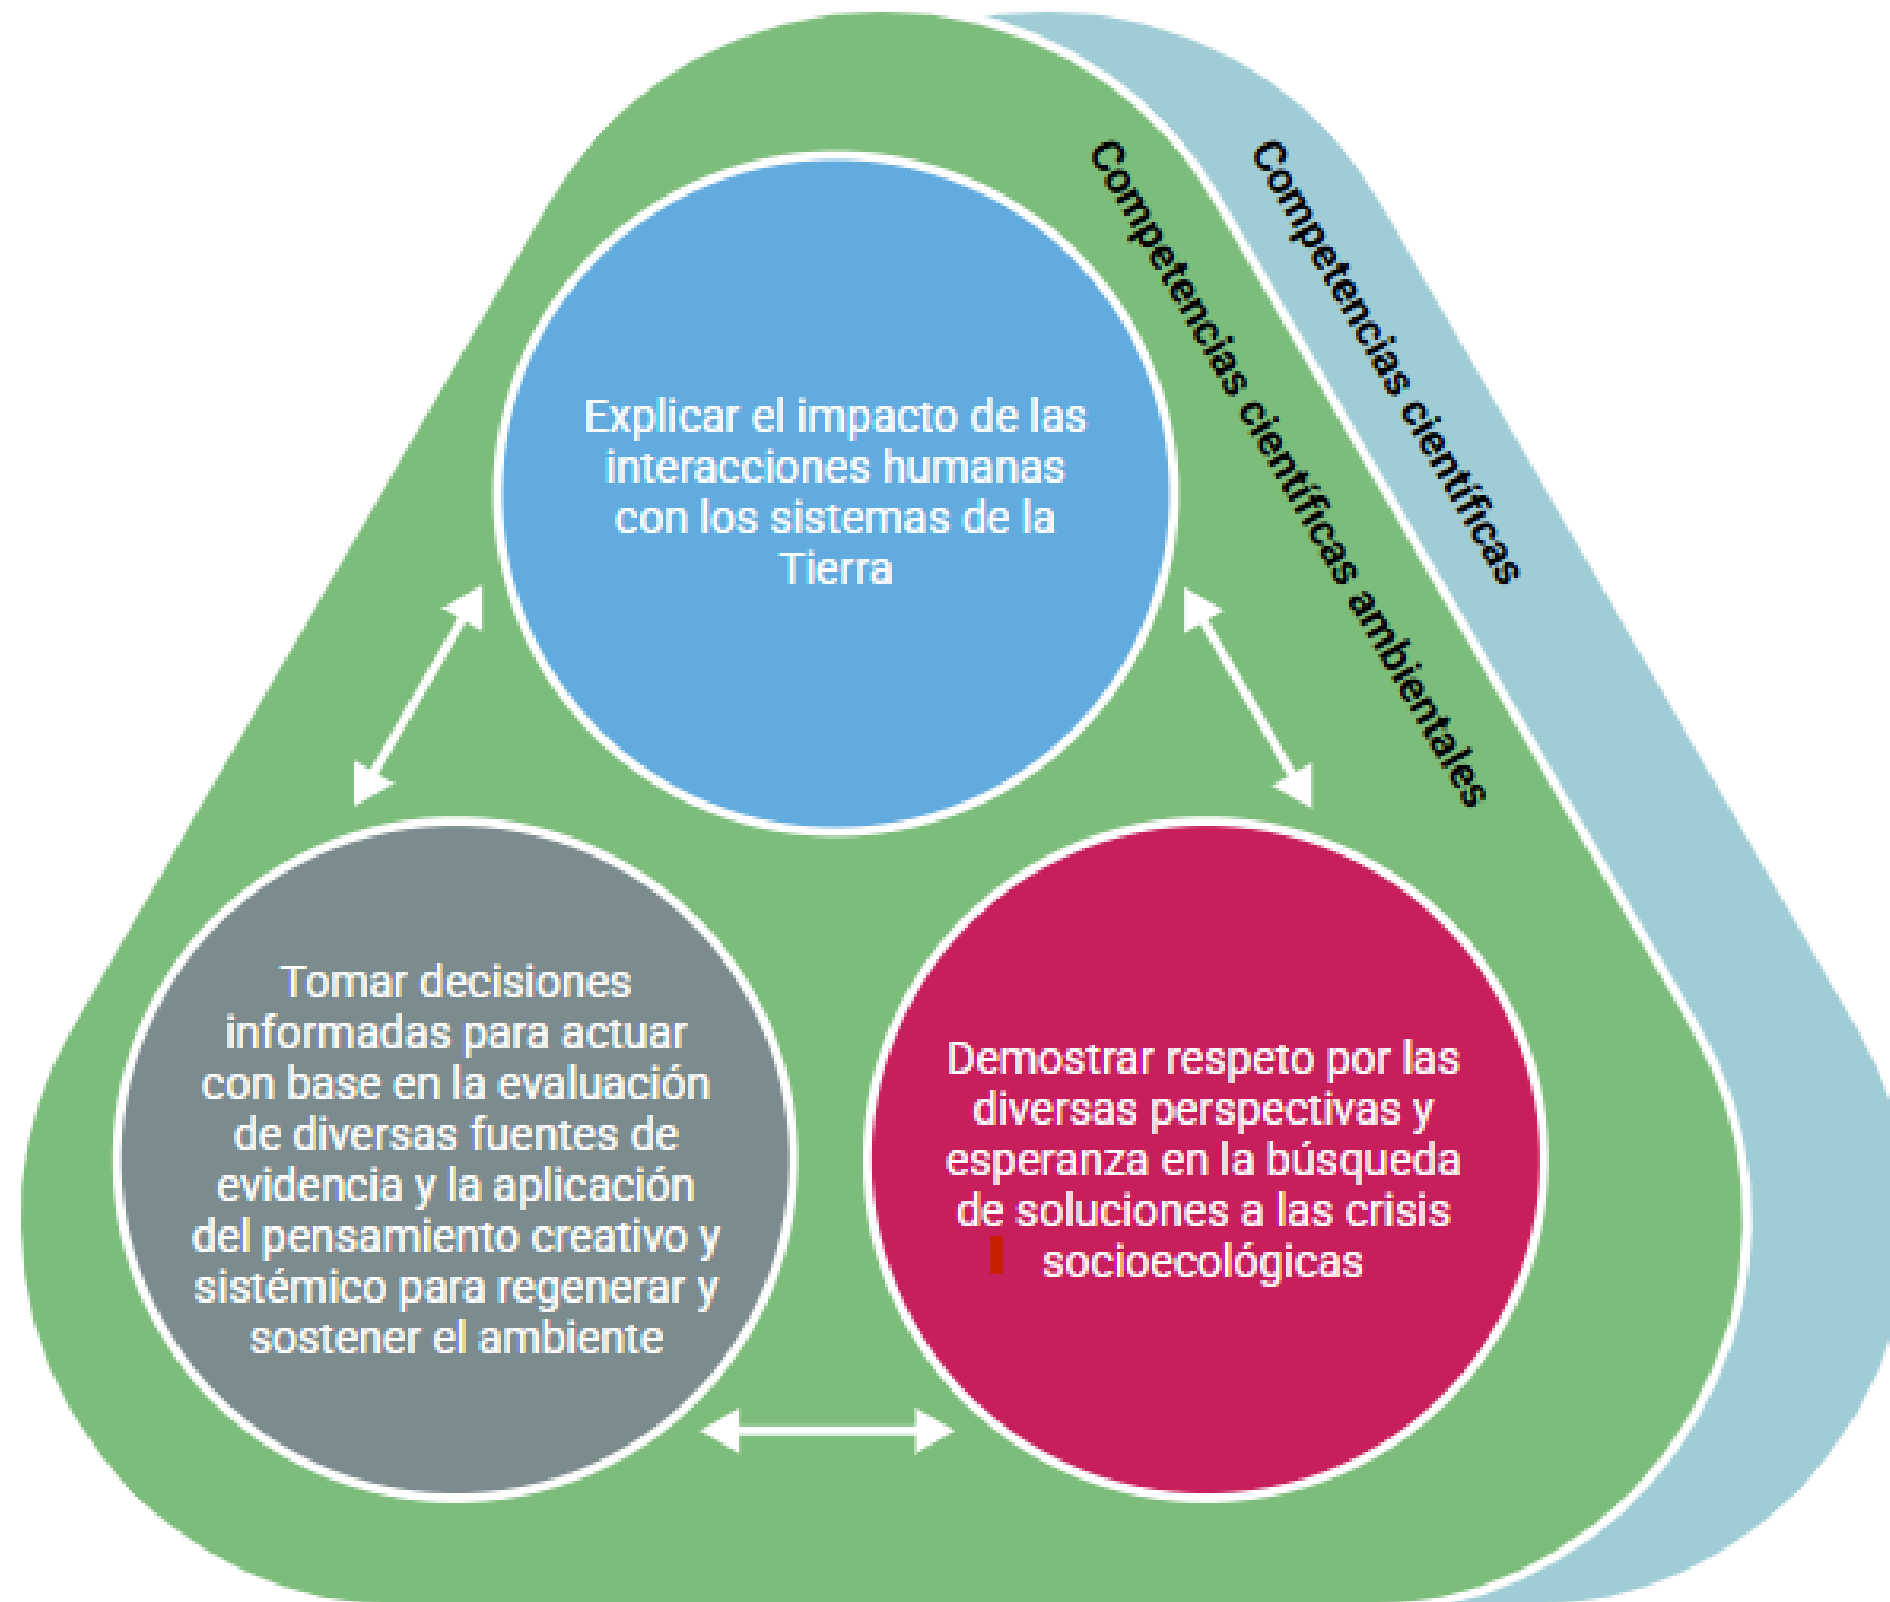 Competencias científicas
Competencias científicas ambientales
Explicar el impacto de las
interacciones humanas
con los sistemas de la
Tierra
Tomar decisiones
informadas para actuar
con base en la evaluación
de diversas fuentes de
evidencia y la aplicación
del pensamiento creativo y
sistémico para regenerar y
sostener el ambiente
Demostrar respeto por las
diversas perspectivas y
esperanza en la búsqueda
de soluciones a las crisis
socioecológicas